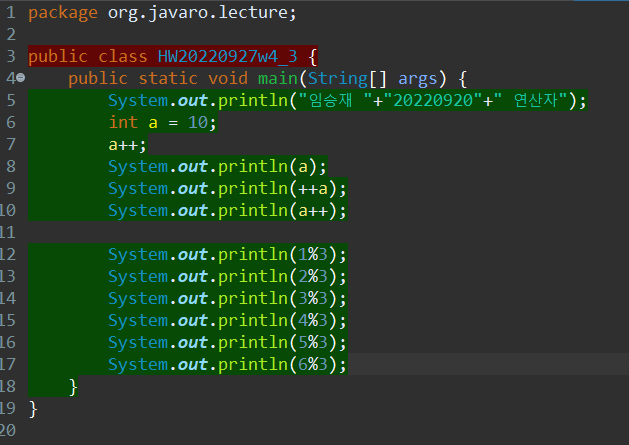 1 package org.javaro.lecture;
2
3 public class HW20220927w4_3 {
4 public static void main(String[] args) {
5 System.out.println("임승재 "+"20220920"+" 연산자");
6 int a = 10;
7 a++;
8 System.out.println(a);
9 System.out.println(++a);
10 System.out.println(a++);
11
12 System.out.println(1%3);
13 System.out.println(2%3);
14 System.out.println(3%3);
15 System.out.println(4%3);
16 System.out.println(5%3);
17 System.out.println(6%3);
18 }
19 }
20